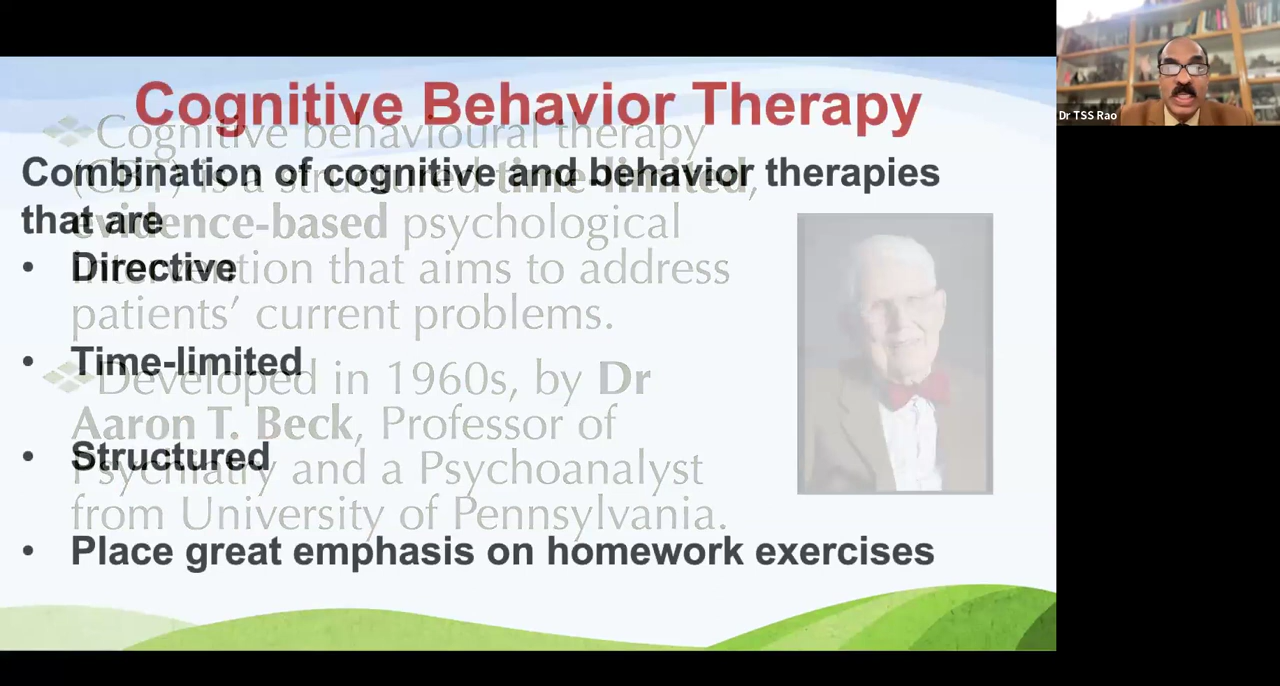 Cognitive Behavior Therapy
Combination of cognitive and behavior therapies
that are
• Directive
• Time-limited
• Structured
• Place great emphasis on homework exercises
Cognitive behavioural therapy
(CBT) is a structured time-limited,
evidence-based psychological
intervention that aims to address
patients’ current problems.
Developed in 1960s, by Dr
Aaron T. Beck, Professor of
Psychiatry and a Psychoanalyst
from University of Pennsylvania.
Dr TSS Rao